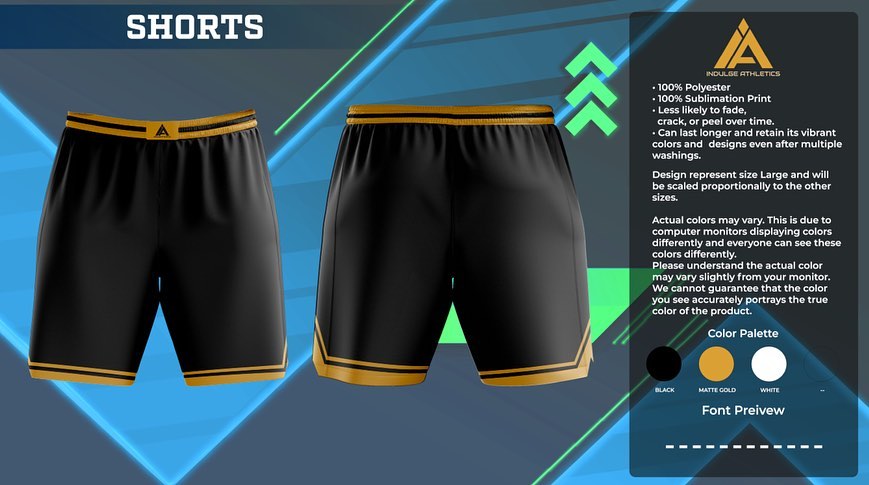 SHORTS
INDULGE ATHLETICS
• 100% Polyester
• 100% Sublimation Print
• Less likely to fade,
crack, or peel over time.
• Can last longer and retain its vibrant
colors and designs even after multiple
washings.
Design represent size Large and will
be scaled proportionally to the other
sizes.
Actual colors may vary. This is due to
computer monitors displaying colors
differently and everyone can see these
colors differently.
Please understand the actual color
may vary slightly from your monitor.
We cannot guarantee that the color
you see accurately portrays the true
color of the product.
Color Palette
BLACK
MATTE GOLD
WHITE
--
Font Preivew